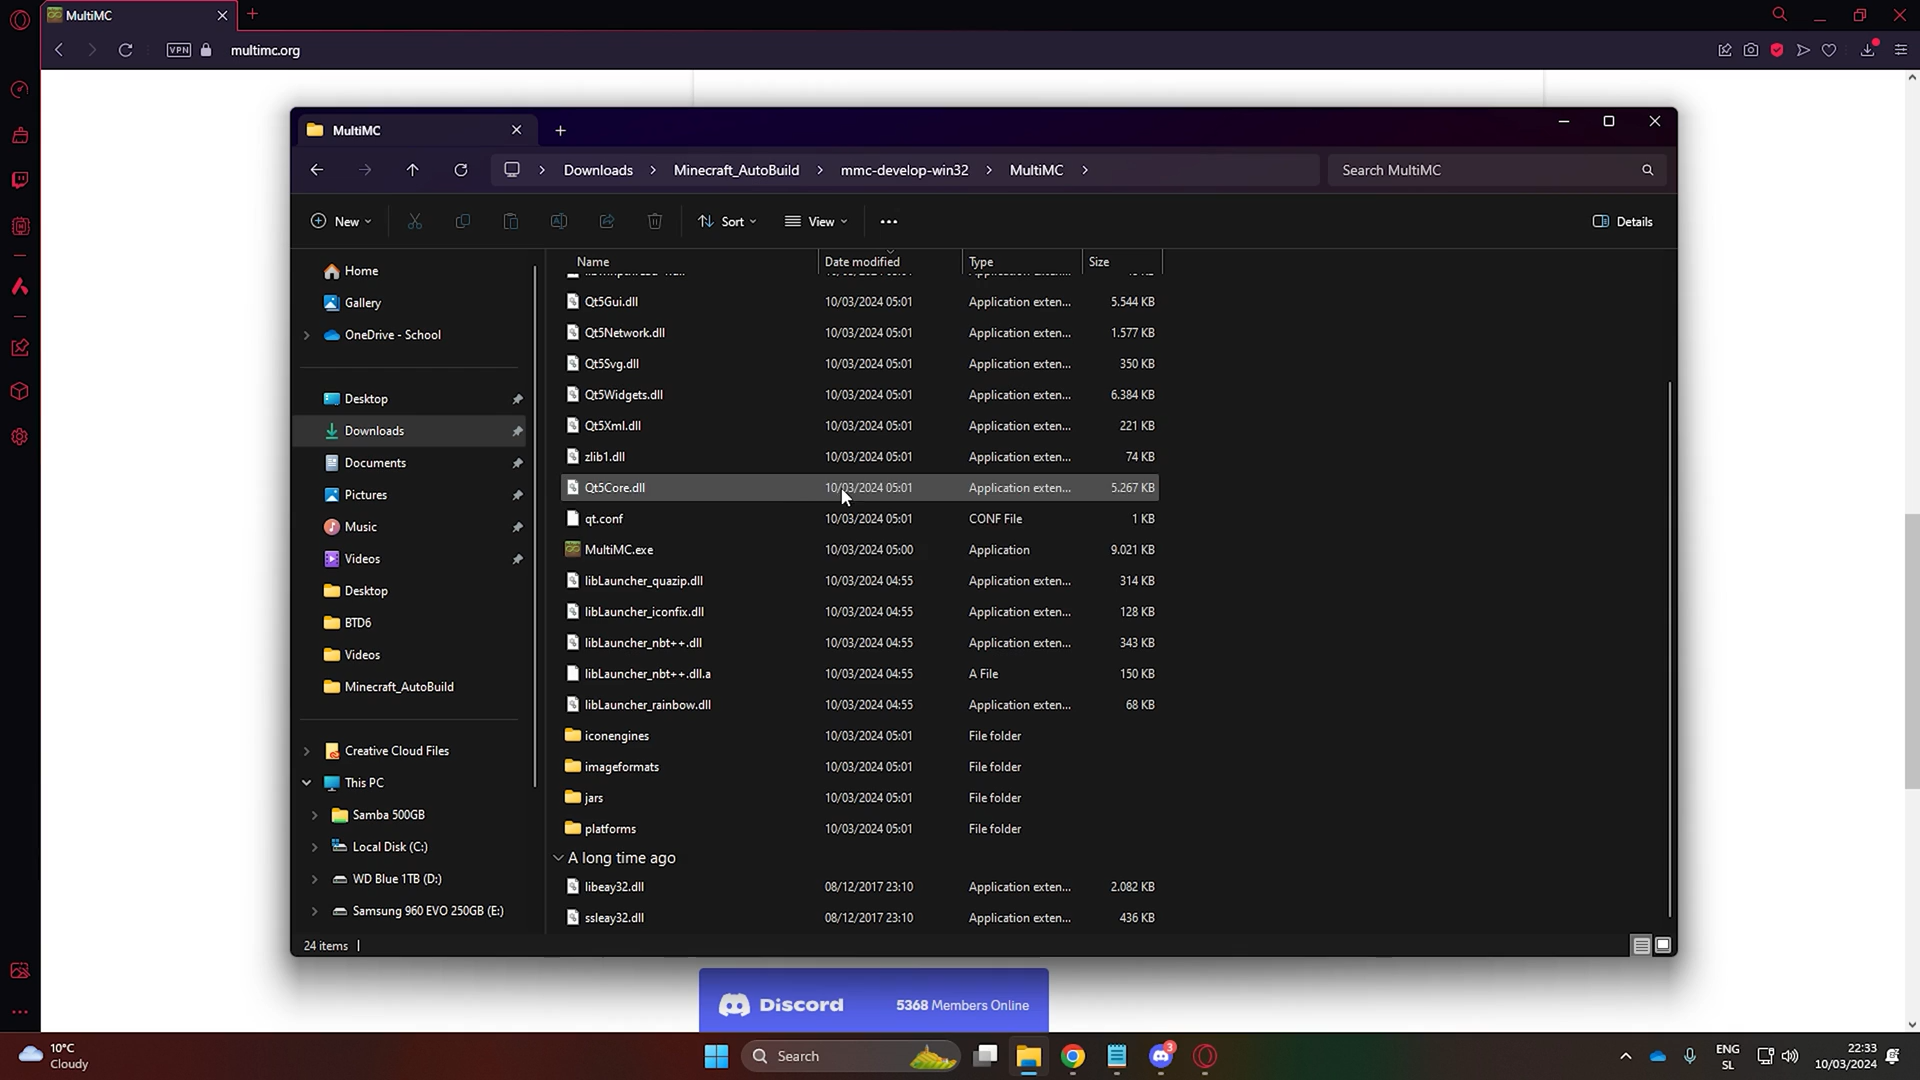 MultiMC
VPN
multimc.org
MultiMC
Downloads
Minecraft_AutoBuild
mmc-develop-win32
MultiMC
Search MultiMC
New
Sort
View
Details
Home
Gallery
OneDrive - School
Desktop
Downloads
Documents
Pictures
Music
Videos
Desktop
BTD6
Videos
Minecraft_AutoBuild
Creative Cloud Files
This PC
Samba 500GB
Local Disk (C:)
WD Blue 1TB (D:)
Samsung 960 EVO 250GB (E:)
Name Date modified Type Size
Qt5Gui.dll 10/03/2024 05:01 Application exten... 5.544 KB
Qt5Network.dll 10/03/2024 05:01 Application exten... 1.577 KB
Qt5Svg.dll 10/03/2024 05:01 Application exten... 350 KB
Qt5Widgets.dll 10/03/2024 05:01 Application exten... 6.384 KB
Qt5Xml.dll 10/03/2024 05:01 Application exten... 221 KB
zlib1.dll 10/03/2024 05:01 Application exten... 74 KB
Qt5Core.dll 10/03/2024 05:01 Application exten... 5.267 KB
qt.conf 10/03/2024 05:01 CONF File 1 KB
MultiMC.exe 10/03/2024 05:00 Application 9.021 KB
libLauncher_quazip.dll 10/03/2024 04:55 Application exten... 314 KB
libLauncher_iconfix.dll 10/03/2024 04:55 Application exten... 128 KB
libLauncher_nbt++.dll 10/03/2024 04:55 Application exten... 343 KB
libLauncher_nbt++.dll.a 10/03/2024 04:55 A File 150 KB
libLauncher_rainbow.dll 10/03/2024 04:55 Application exten... 68 KB
iconengines 10/03/2024 05:01 File folder
imageformats 10/03/2024 05:01 File folder
jars 10/03/2024 05:01 File folder
platforms 10/03/2024 05:01 File folder
A long time ago
libeay32.dll 08/12/2017 23:10 Application exten... 2.082 KB
ssleay32.dll 08/12/2017 23:10 Application exten... 436 KB
24 items
Discord 5368 Members Online
10°C
Cloudy
Search
3
ENG
SL
22:33
10/03/2024